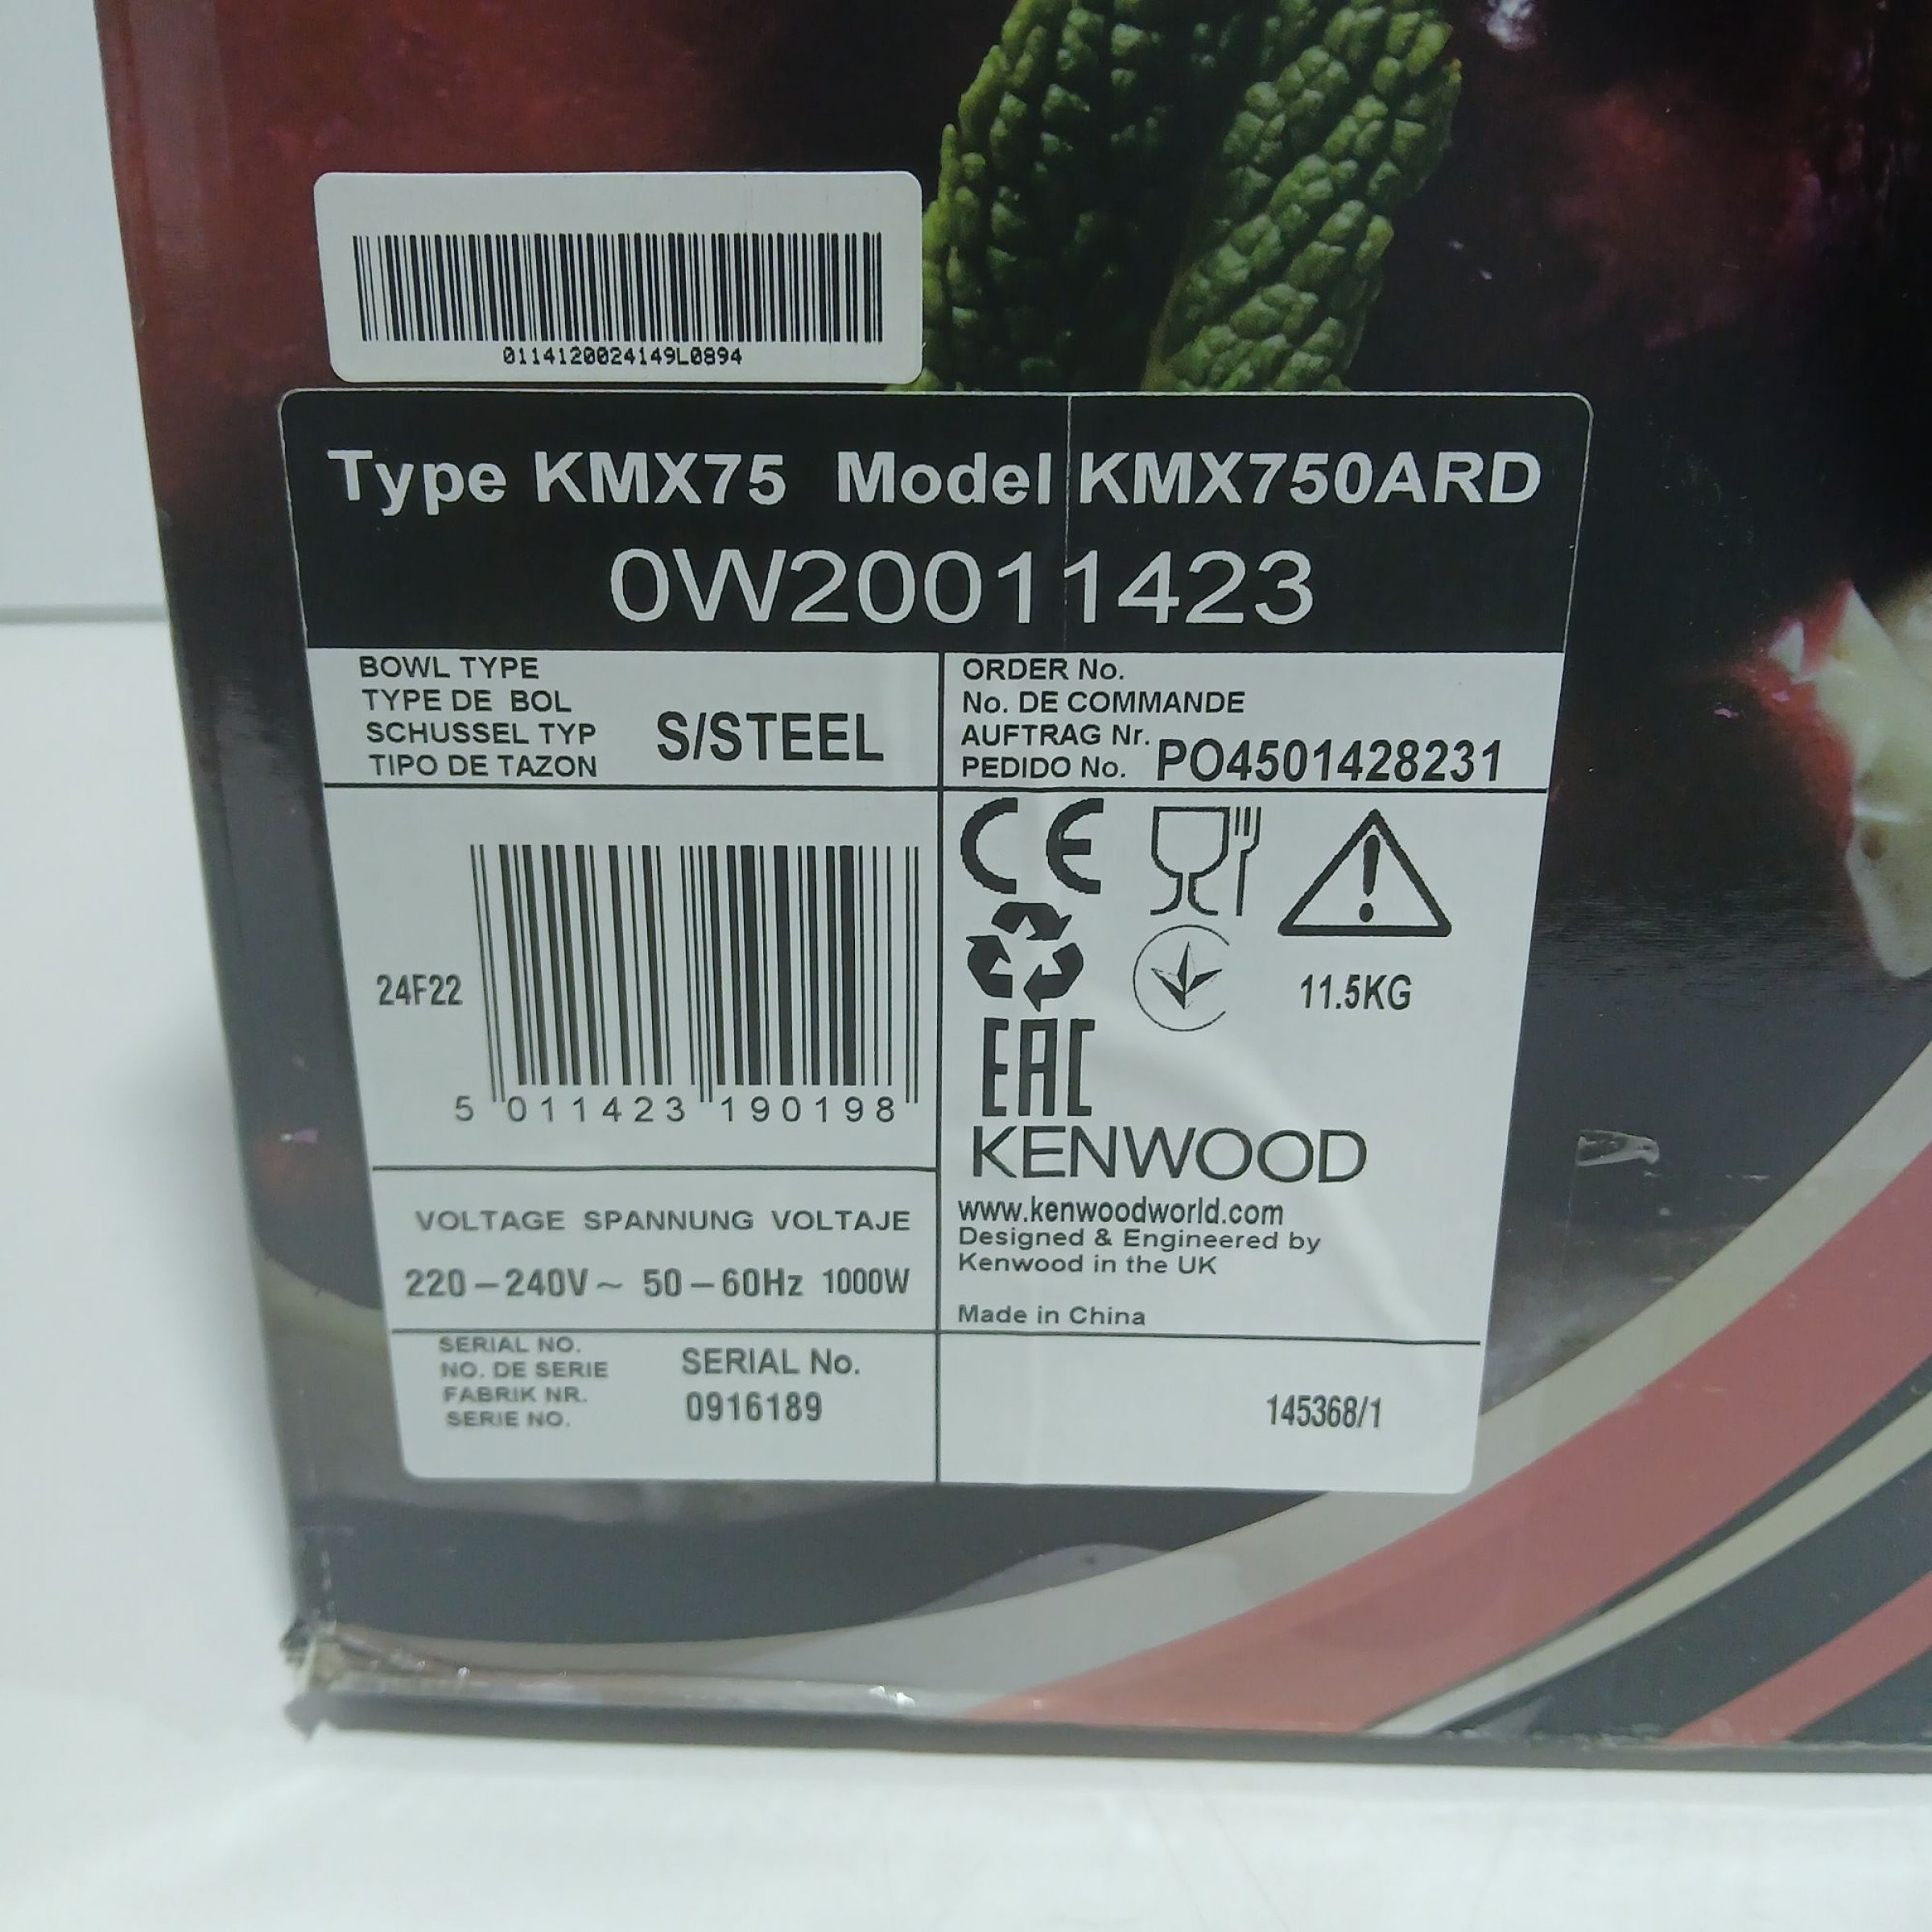 0114120024149L0894
Type KMX75 Model KMX750ARD
0W20011423
BOWL TYPE
TYPE DE BOL
SCHUSSEL TYP
TIPO DE TAZON
S/STEEL
ORDER No.
No. DE COMMANDE
AUFTRAG Nr.
PEDIDO No. PO4501428231
24F22
5 011423 190198
CE
11.5KG
EAC
KENWOOD
www.kenwoodworld.com
Designed & Engineered by
Kenwood in the UK
Made in China
VOLTAGE SPANNUNG VOLTAJE
220-240V~ 50-60Hz 1000W
SERIAL NO.
NO. DE SERIE
FABRIK NR.
SERIE NO.
SERIAL No.
0916189
145368/1